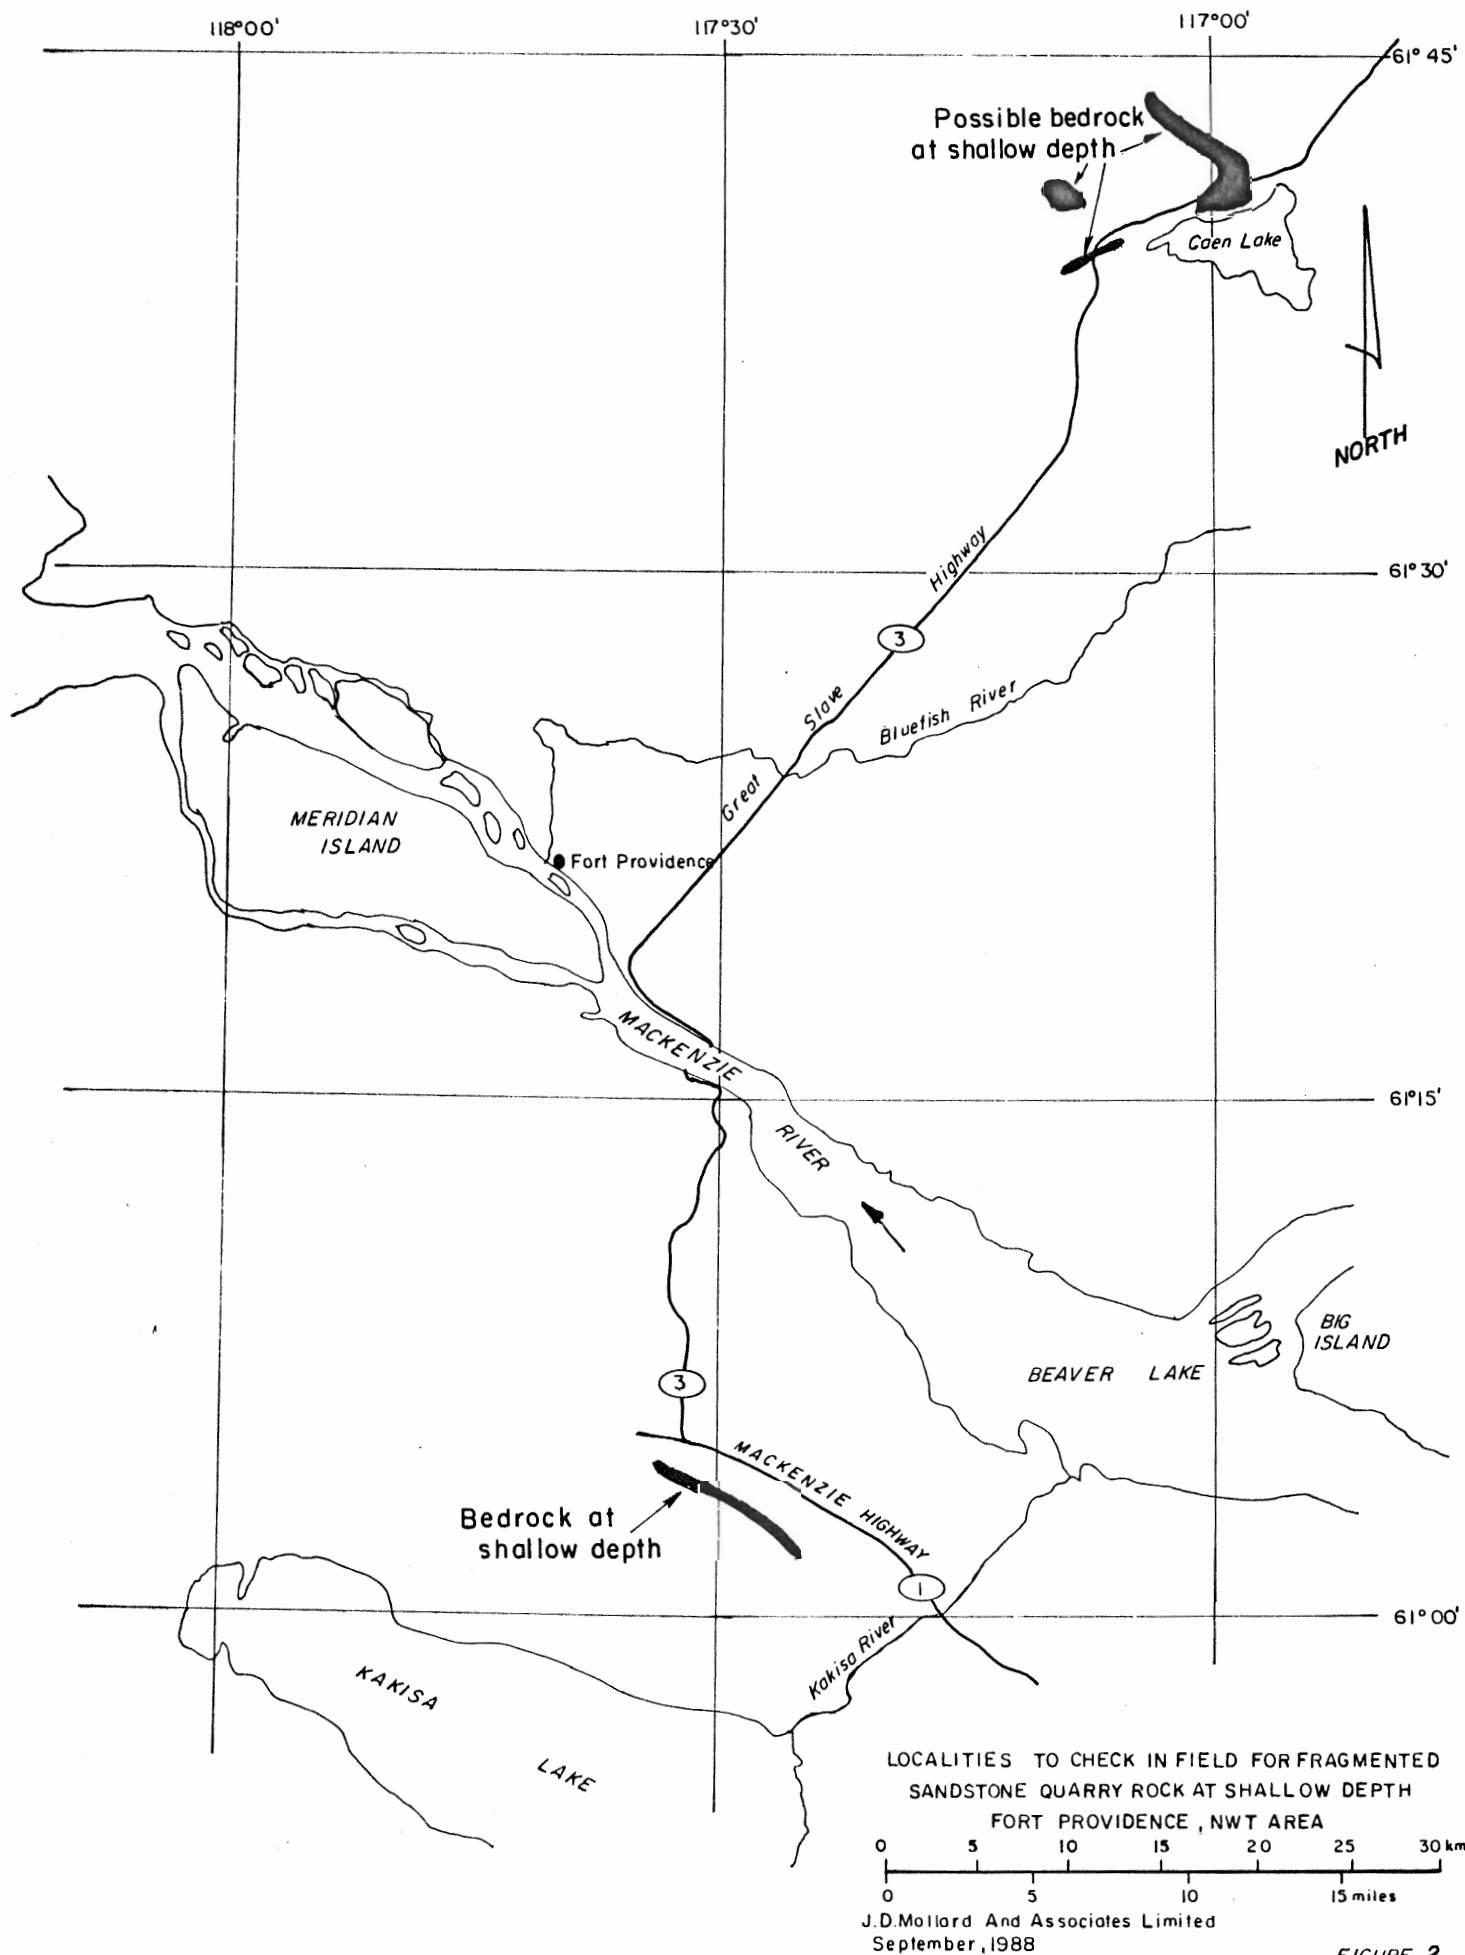 118°00'
117°30'
117°00'
61° 45'
Possible bedrock
at shallow depth
Caen Lake
NORTH
Highway
61° 30'
3
Slave
Bluefish River
Great
MERIDIAN
ISLAND
Fort Providence
MACKENZIE
61°15'
RIVER
BIG
ISLAND
BEAVER LAKE
3
MACKENZIE HIGHWAY
Bedrock at
shallow depth
1
61°00'
Kakisa River
KAKISA
LAKE
LOCALITIES TO CHECK IN FIELD FOR FRAGMENTED
SANDSTONE QUARRY ROCK AT SHALLOW DEPTH
FORT PROVIDENCE, NWT AREA
0 5 10 15 20 25 30 km
0 5 10 15 miles
J.D. Mollard And Associates Limited
September, 1988
FIGURE 2